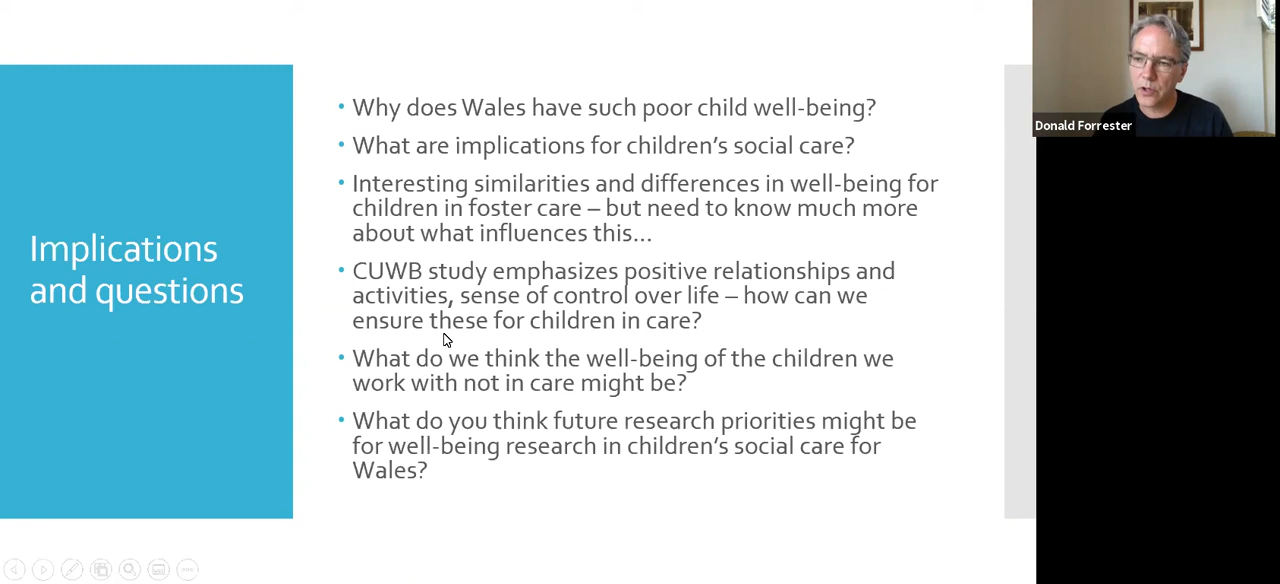 Implications
and questions
Why does Wales have such poor child well-being?
What are implications for children's social care?
Interesting similarities and differences in well-being for
children in foster care – but need to know much more
about what influences this...
CUWB study emphasizes positive relationships and
activities, sense of control over life – how can we
ensure these for children in care?
What do we think the well-being of the children we
work with not in care might be?
What do you think future research priorities might be
for well-being research in children's social care for
Wales?
Donald Forrester